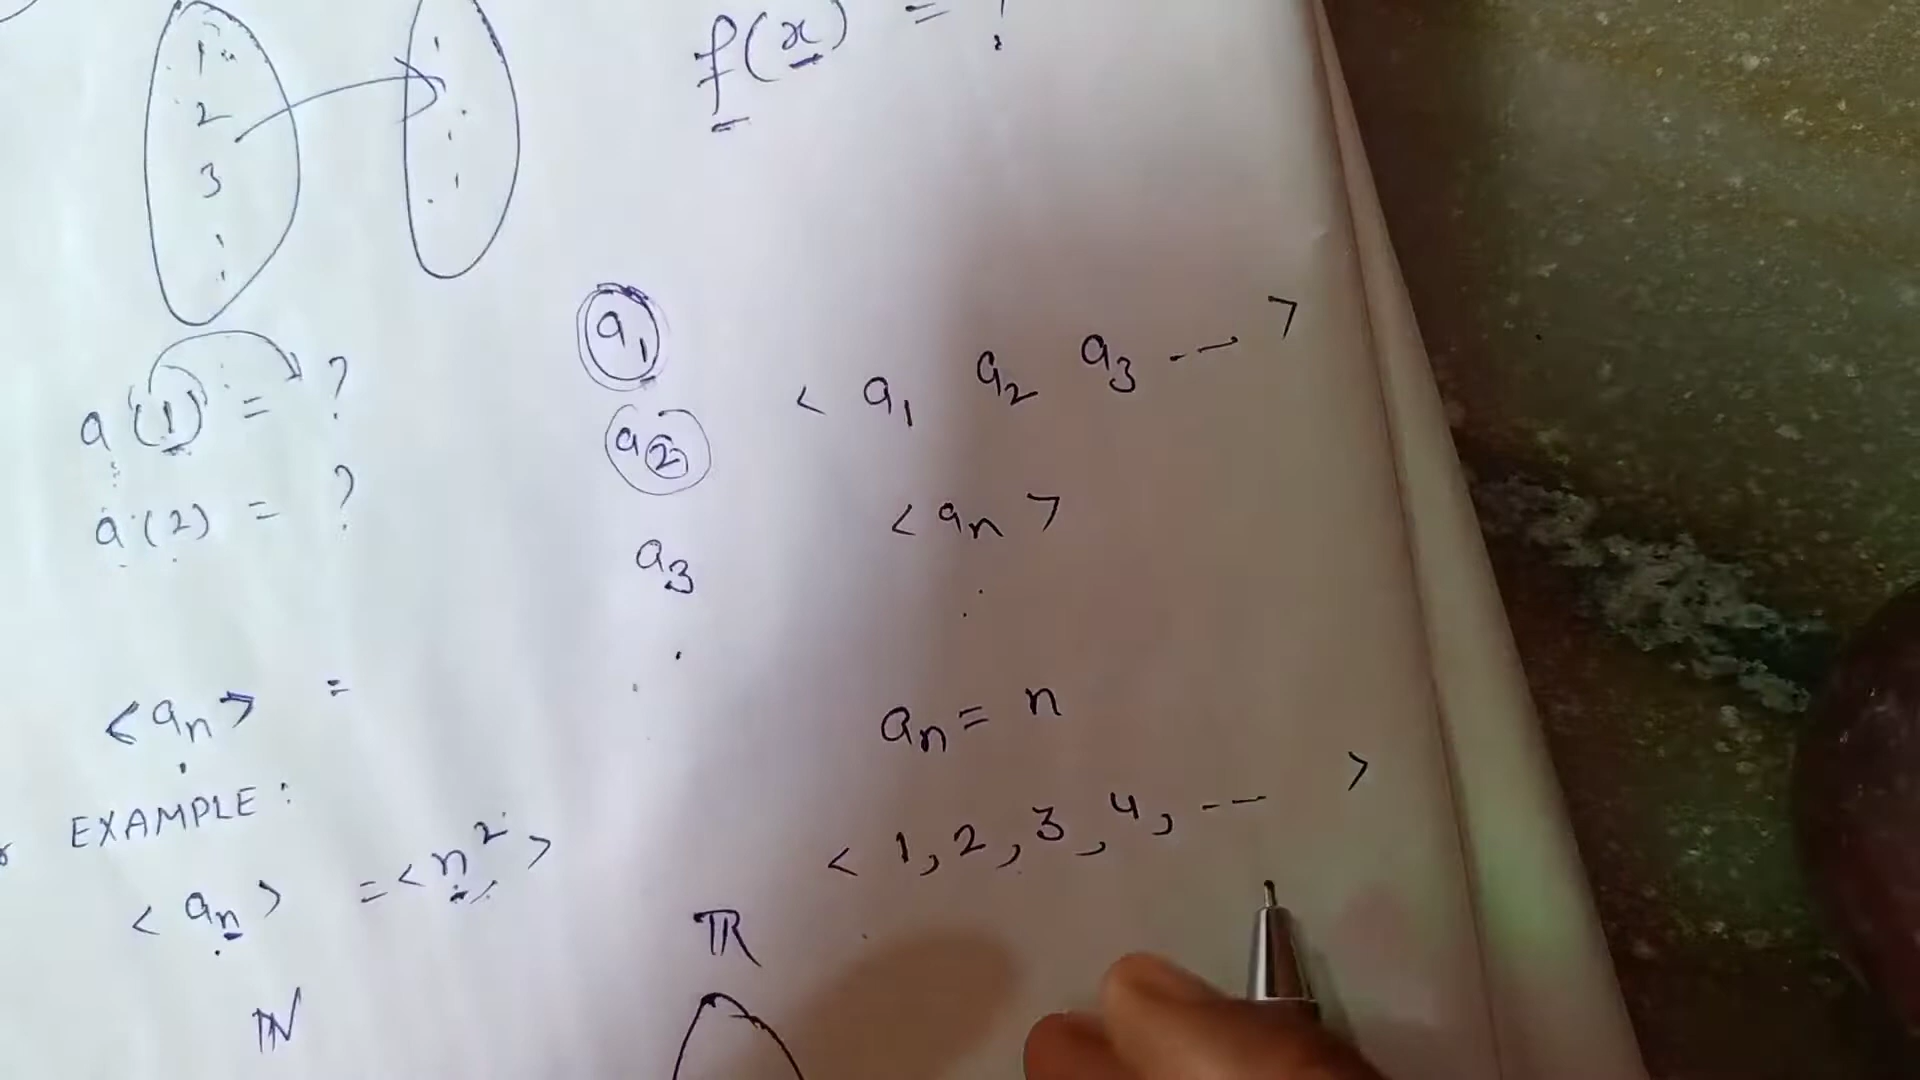 f(x) = ?
1
2
3
a(1) = ?
a(2) = ?
a1
a2
a3
< a1 a2 a3 --- >
< an >
< an > =
an = n
EXAMPLE:
< an > = < n² >
< 1, 2, 3, 4, --- >
ℕ
ℝ